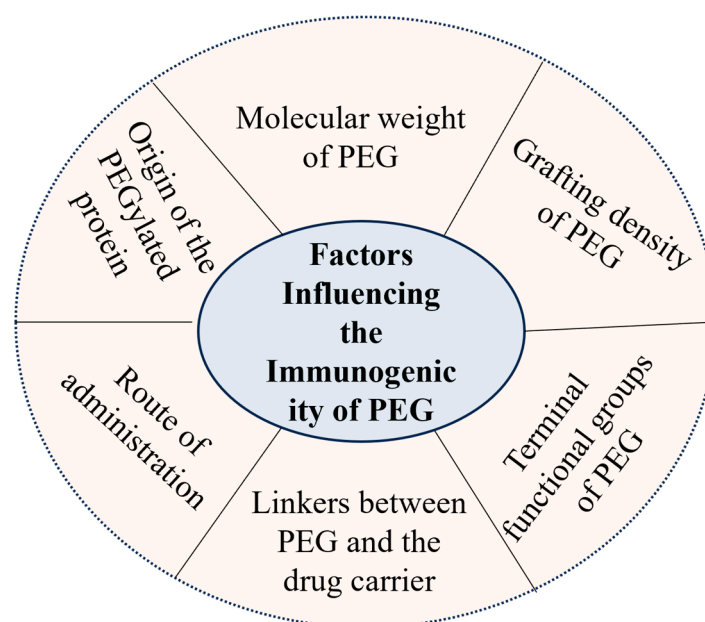 Molecular weight
of PEG
Grafting density
of PEG
Terminal
functional groups
of PEG
Linkers between
PEG and the
drug carrier
Route of
administration
Origin of the
PEGylated
protein
Factors
Influencing
the
Immunogenic
ity of PEG